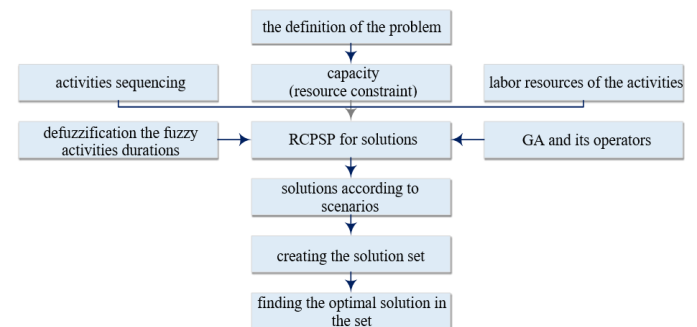 the definition of the problem
activities sequencing
capacity
(resource constraint)
labor resources of the activities
defuzzification the fuzzy
activities durations
RCPSP for solutions
GA and its operators
solutions according to
scenarios
creating the solution set
finding the optimal solution in
the set